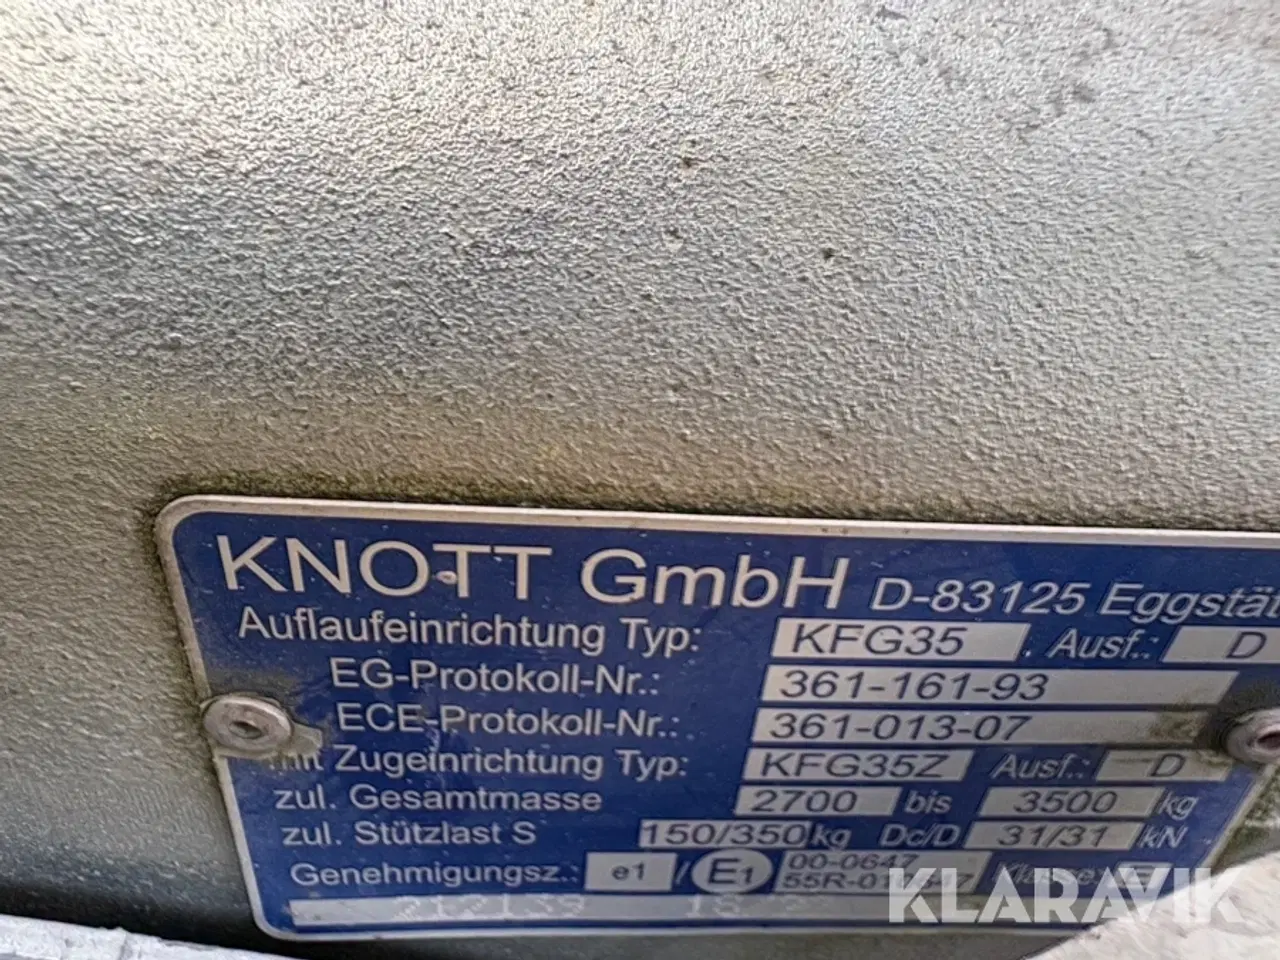 KNOTT GmbH D-83125 Eggstät
Auflaufeinrichtung Typ: KFG35 Ausf.: D
EG-Protokoll-Nr.: 361-161-93
ECE-Protokoll-Nr.: 361-013-07
mit Zugeinrichtung Typ: KFG35Z Ausf.: D
zul. Gesamtmasse 2700 bis 3500 kg
zul. Stützlast S 150/350 kg Dc/D 31/31 kN
Genehmigungsz.: e1 / E1 00-0647
Klasse:
KLARAVIK